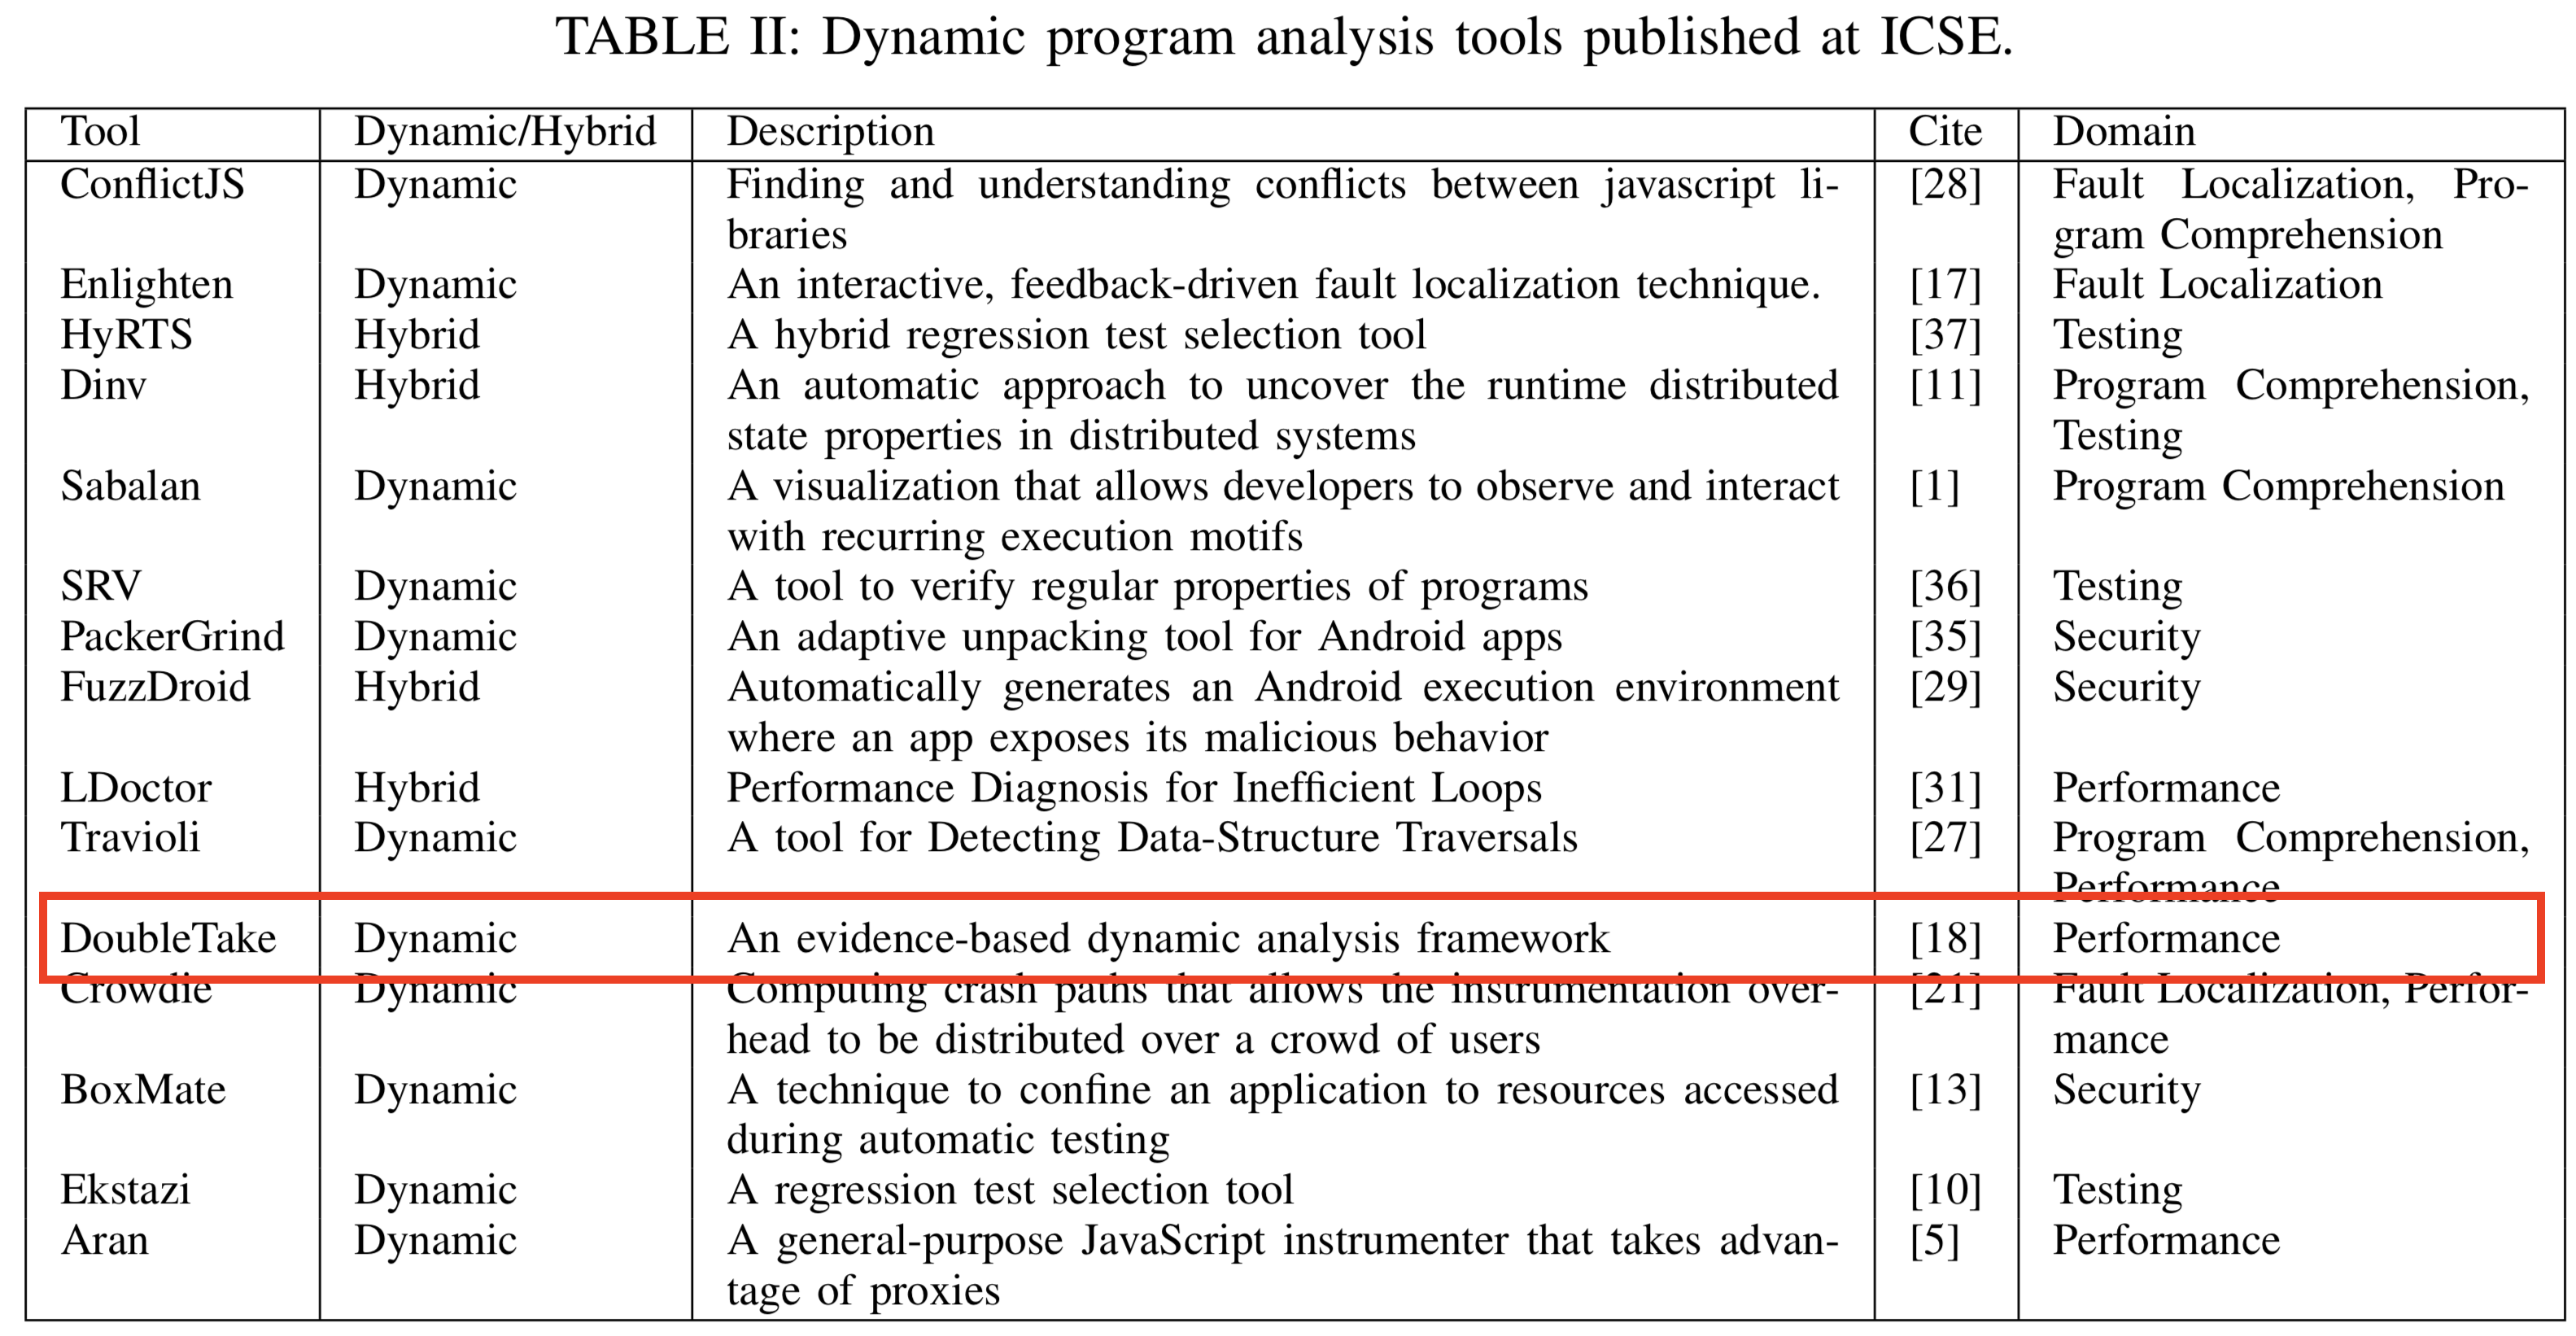 TABLE II: Dynamic program analysis tools published at ICSE.
Tool Dynamic/Hybrid Description Cite Domain
ConflictJS Dynamic Finding and understanding conflicts between javascript li- [28] Fault Localization, Pro-
braries gram Comprehension
Enlighten Dynamic An interactive, feedback-driven fault localization technique. [17] Fault Localization
HyRTS Hybrid A hybrid regression test selection tool [37] Testing
Dinv Hybrid An automatic approach to uncover the runtime distributed [11] Program Comprehension,
state properties in distributed systems Testing
Sabalan Dynamic A visualization that allows developers to observe and interact [1] Program Comprehension
with recurring execution motifs
SRV Dynamic A tool to verify regular properties of programs [36] Testing
PackerGrind Dynamic An adaptive unpacking tool for Android apps [35] Security
FuzzDroid Hybrid Automatically generates an Android execution environment [29] Security
where an app exposes its malicious behavior
LDoctor Hybrid Performance Diagnosis for Inefficient Loops [31] Performance
Travioli Dynamic A tool for Detecting Data-Structure Traversals [27] Program Comprehension,
Performance
DoubleTake Dynamic An evidence-based dynamic analysis framework [18] Performance
Crowdie Dynamic Computing crash paths that allows the instrumentation over- [21] Fault Localization, Perfor-
head to be distributed over a crowd of users mance
BoxMate Dynamic A technique to confine an application to resources accessed [13] Security
during automatic testing
Ekstazi Dynamic A regression test selection tool [10] Testing
Aran Dynamic A general-purpose JavaScript instrumenter that takes advan- [5] Performance
tage of proxies